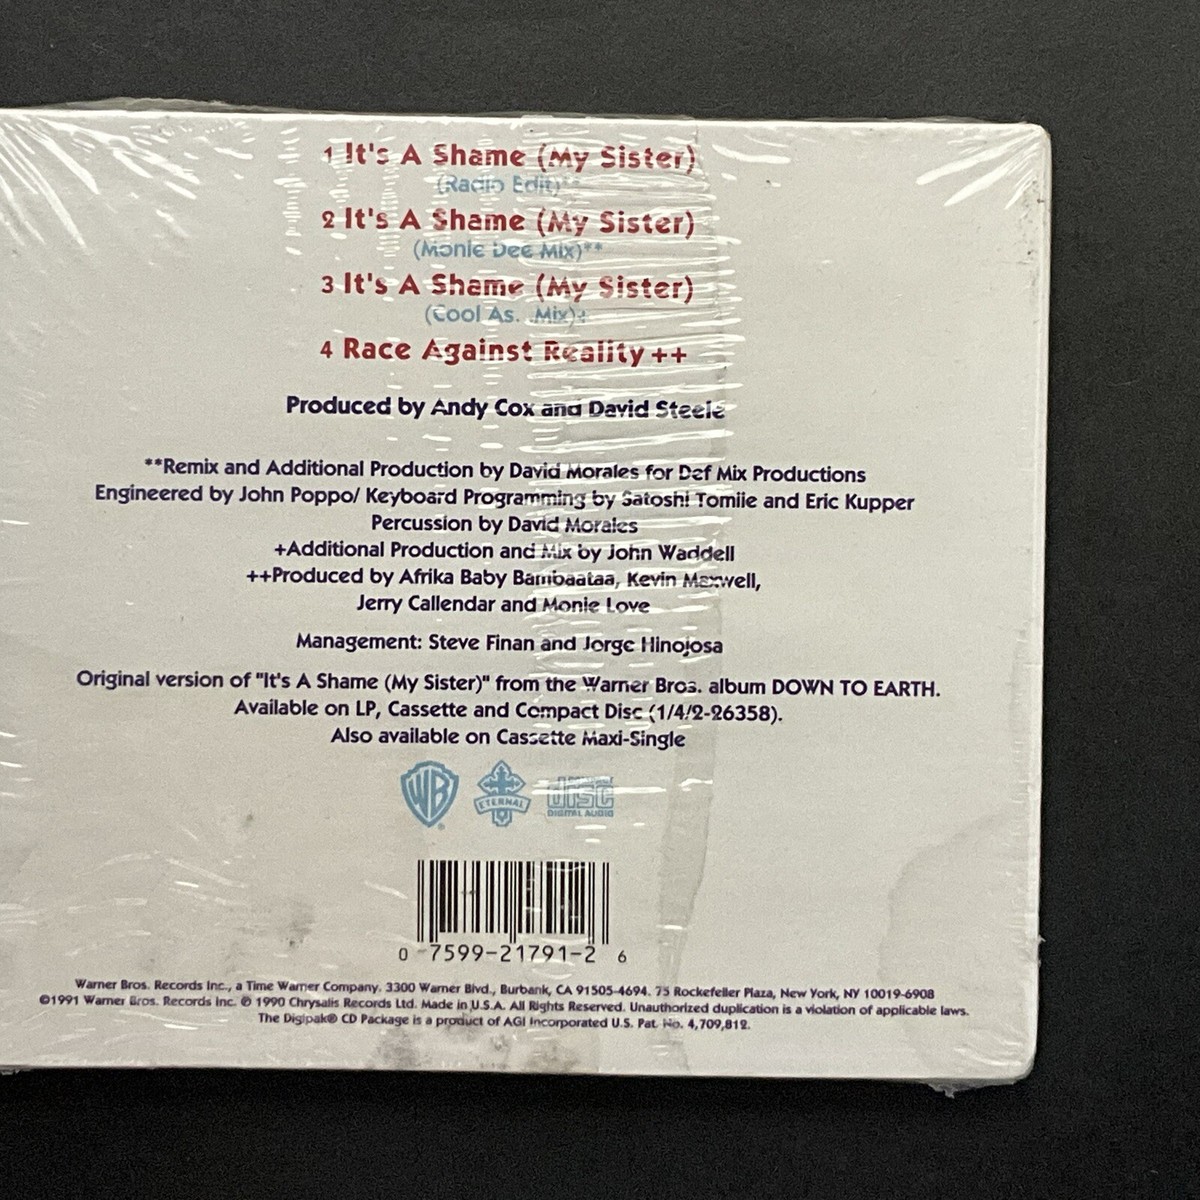 1 It's A Shame (My Sister)
(Radio Edit)**
2 It's A Shame (My Sister)
(Monie Dee Mix)**
3 It's A Shame (My Sister)
(Cool As. Mix)+
4 Race Against Reality++
Produced by Andy Cox and David Steele
**Remix and Additional Production by David Morales for Def Mix Productions
Engineered by John Poppo/ Keyboard Programming by Satoshi Tomiie and Eric Kupper
Percussion by David Morales
+Additional Production and Mix by John Waddell
++Produced by Afrika Baby Bambaataa, Kevin Maxwell,
Jerry Callendar and Monie Love
Management: Steve Finan and Jorge Hinojosa
Original version of "It's A Shame (My Sister)" from the Warner Bros. album DOWN TO EARTH.
Available on LP, Cassette and Compact Disc (1/4/2-26358).
Also available on Cassette Maxi-Single
WB ETERNAL disc
DIGITAL AUDIO
0 7599-21791-2 6
Warner Bros. Records Inc., a Time Warner Company. 3300 Warner Blvd., Burbank, CA 91505-4694. 75 Rockefeller Plaza, New York, NY 10019-6908
©1991 Warner Bros. Records Inc. ℗ 1990 Chrysalis Records Ltd. Made in U.S.A. All Rights Reserved. Unauthorized duplication is a violation of applicable laws.
The Digipak® CD Package is a product of AGI Incorporated U.S. Pat. No. 4,709,812.